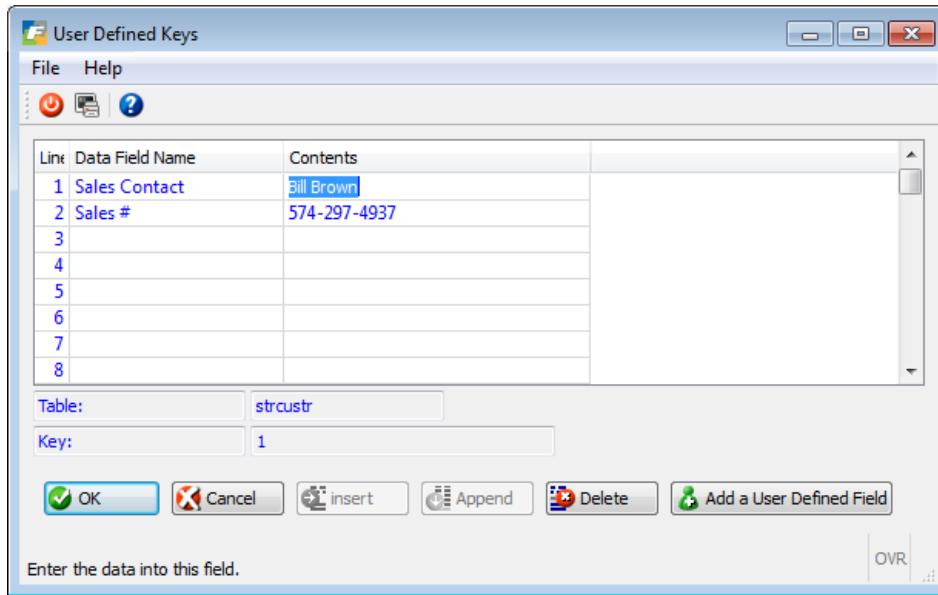 User Defined Keys
File Help
Line Data Field Name Contents
1 Sales Contact Bill Brown
2 Sales # 574-297-4937
3
4
5
6
7
8
Table: strcustr
Key: 1
OK Cancel insert Append Delete Add a User Defined Field
Enter the data into this field. OVR